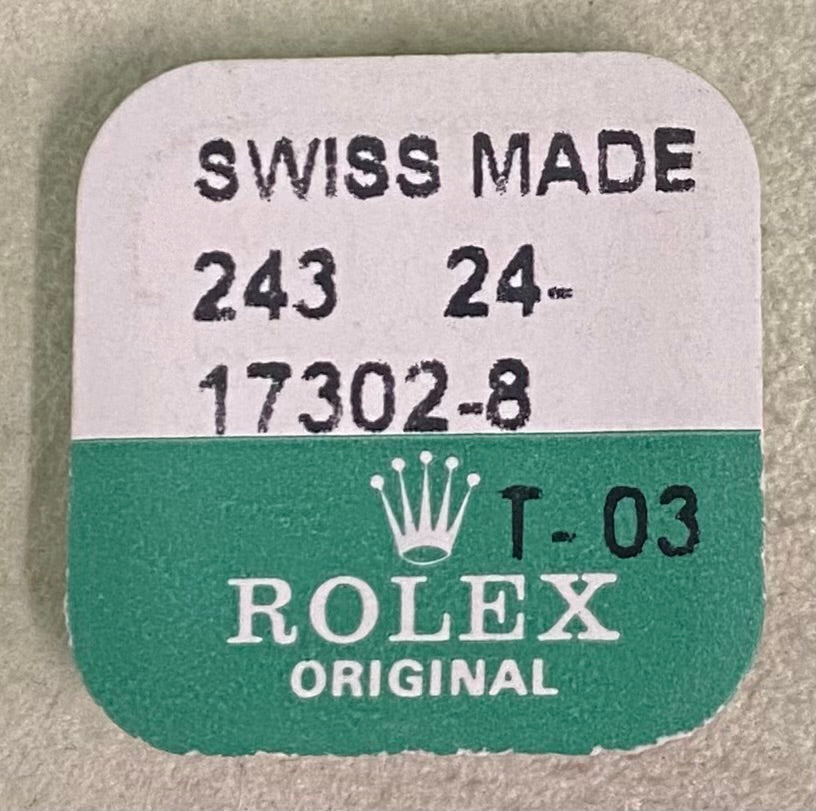 SWISS MADE
243 24-
17302-8
T- 03
ROLEX
ORIGINAL